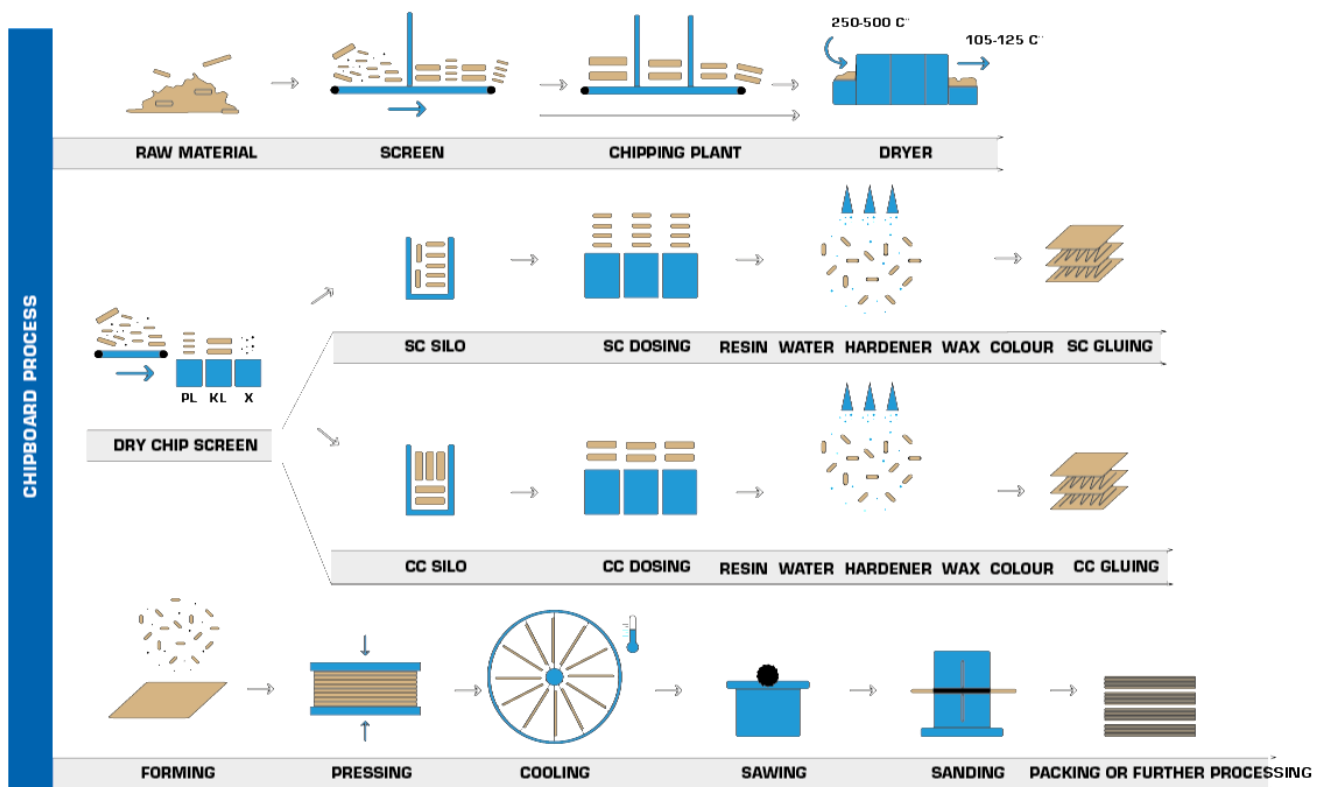 CHIPBOARD PROCESS
250-500 C°
105-125 C°
RAW MATERIAL
SCREEN
CHIPPING PLANT
DRYER
PL KL X
DRY CHIP SCREEN
SC SILO
SC DOSING
RESIN WATER HARDENER WAX COLOUR
SC GLUING
CC SILO
CC DOSING
RESIN WATER HARDENER WAX COLOUR
CC GLUING
FORMING
PRESSING
COOLING
SAWING
SANDING
PACKING OR FURTHER PROCESSING